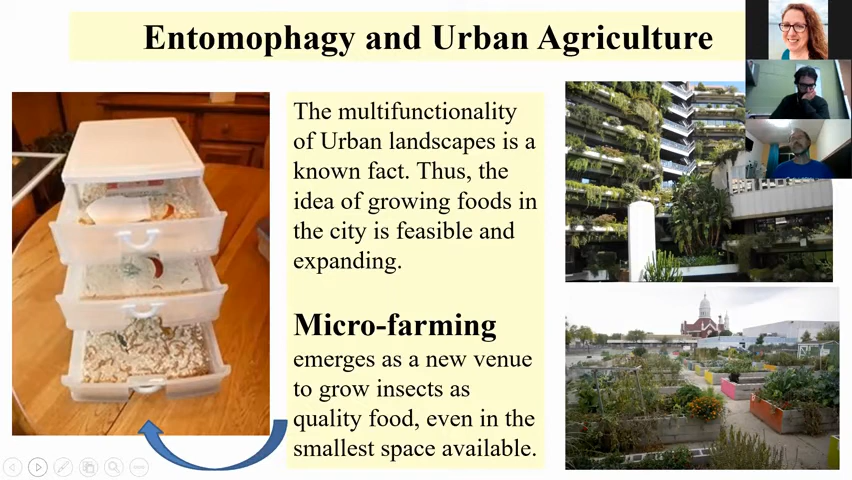 Entomophagy and Urban Agriculture
The multifunctionality
of Urban landscapes is a
known fact. Thus, the
idea of growing foods in
the city is feasible and
expanding.
Micro-farming
emerges as a new venue
to grow insects as
quality food, even in the
smallest space available.